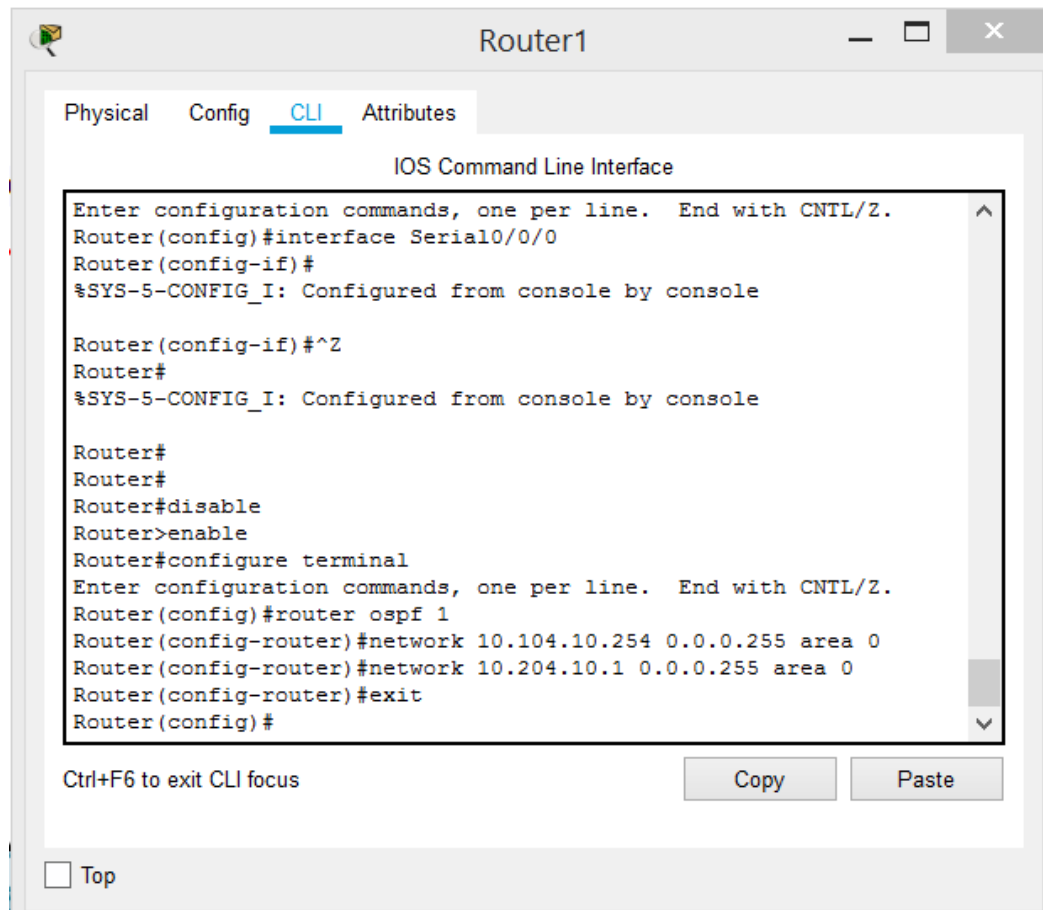 Router1
Physical Config CLI Attributes
IOS Command Line Interface
Enter configuration commands, one per line.  End with CNTL/Z.
Router(config)#interface Serial0/0/0
Router(config-if)#
%SYS-5-CONFIG_I: Configured from console by console
Router(config-if)#^Z
Router#
%SYS-5-CONFIG_I: Configured from console by console
Router#
Router#
Router#disable
Router>enable
Router#configure terminal
Enter configuration commands, one per line.  End with CNTL/Z.
Router(config)#router ospf 1
Router(config-router)#network 10.104.10.254 0.0.0.255 area 0
Router(config-router)#network 10.204.10.1 0.0.0.255 area 0
Router(config-router)#exit
Router(config)#
Ctrl+F6 to exit CLI focus
Copy Paste
Top